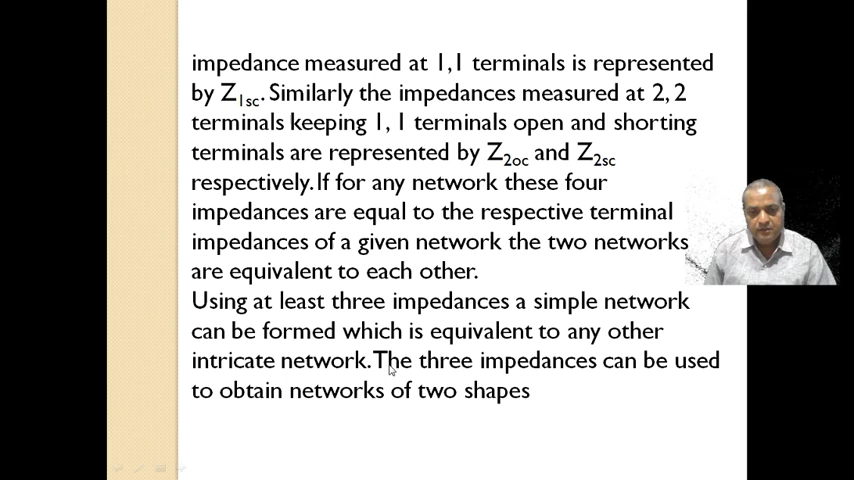 impedance measured at 1,1 terminals is represented
by Z1sc. Similarly the impedances measured at 2, 2
terminals keeping 1, 1 terminals open and shorting
terminals are represented by Z2oc and Z2sc
respectively. If for any network these four
impedances are equal to the respective terminal
impedances of a given network the two networks
are equivalent to each other.
Using at least three impedances a simple network
can be formed which is equivalent to any other
intricate network. The three impedances can be used
to obtain networks of two shapes